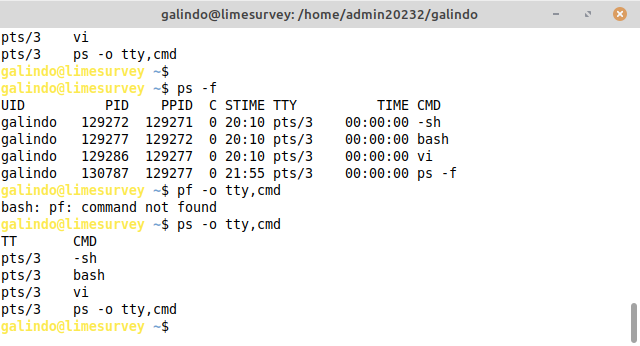 galindo@limesurvey: /home/admin20232/galindo
pts/3    vi
pts/3    ps -o tty,cmd
galindo@limesurvey ~$
galindo@limesurvey ~$ ps -f
UID          PID    PPID  C STIME TTY          TIME CMD
galindo   129272  129271  0 20:10 pts/3    00:00:00 -sh
galindo   129277  129272  0 20:10 pts/3    00:00:00 bash
galindo   129286  129277  0 20:10 pts/3    00:00:00 vi
galindo   130787  129277  0 21:55 pts/3    00:00:00 ps -f
galindo@limesurvey ~$ pf -o tty,cmd
bash: pf: command not found
galindo@limesurvey ~$ ps -o tty,cmd
TT       CMD
pts/3    -sh
pts/3    bash
pts/3    vi
pts/3    ps -o tty,cmd
galindo@limesurvey ~$